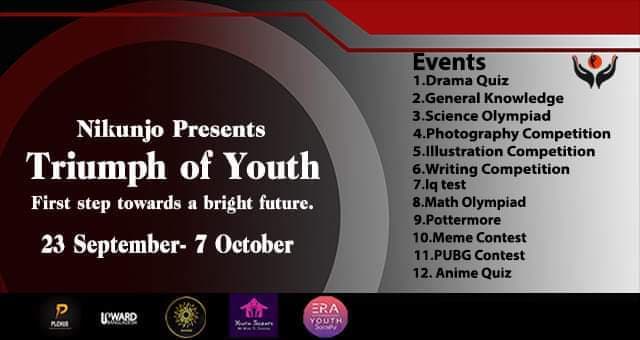 Nikunjo Presents
Triumph of Youth
First step towards a bright future.
23 September- 7 October
Events
1.Drama Quiz
2.General Knowledge
3.Science Olympiad
4.Photography Competition
5.Illustration Competition
6.Writing Competition
7.Iq test
8.Math Olympiad
9.Pottermore
10.Meme Contest
11.PUBG Contest
12. Anime Quiz
UPWARD
ERA
YOUTH
Society